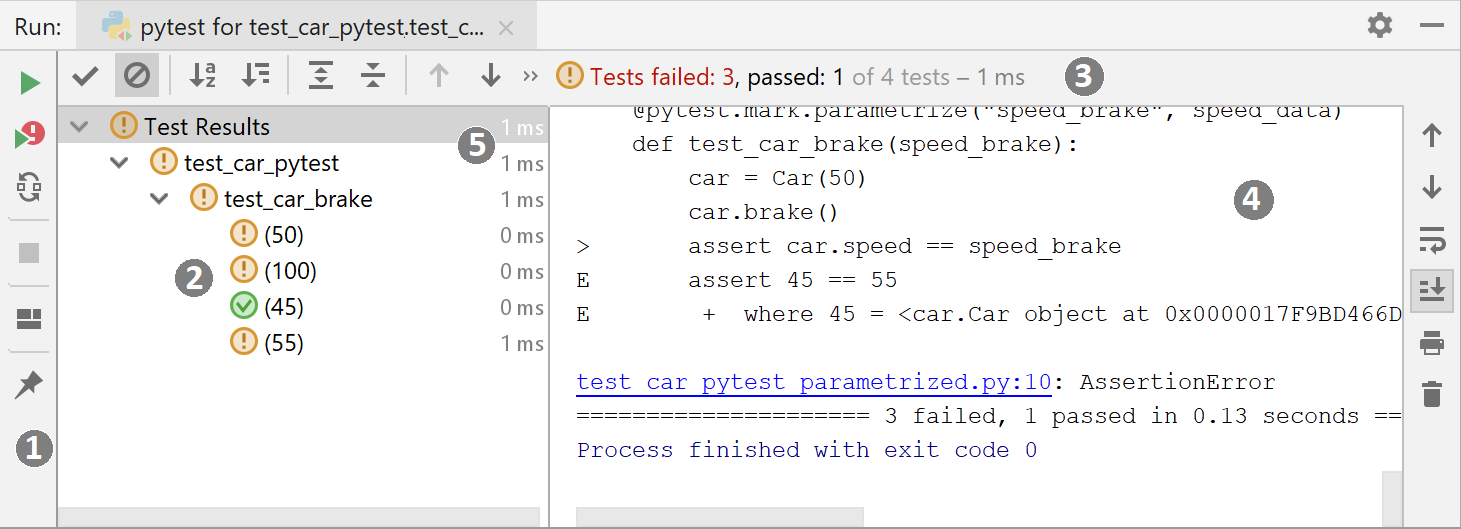 Run: pytest for test_car_pytest.test_c...
Tests failed: 3, passed: 1 of 4 tests – 1 ms
3
Test Results 1 ms
5
test_car_pytest 1 ms
test_car_brake 1 ms
(50) 0 ms
2
(100) 0 ms
(45) 0 ms
(55) 1 ms
1
@pytest.mark.parametrize("speed_brake", speed_data)
def test_car_brake(speed_brake):
car = Car(50)
4
car.brake()
> assert car.speed == speed_brake
E assert 45 == 55
E + where 45 = <car.Car object at 0x0000017F9BD466D
test_car_pytest_parametrized.py:10: AssertionError
===================== 3 failed, 1 passed in 0.13 seconds ==
Process finished with exit code 0